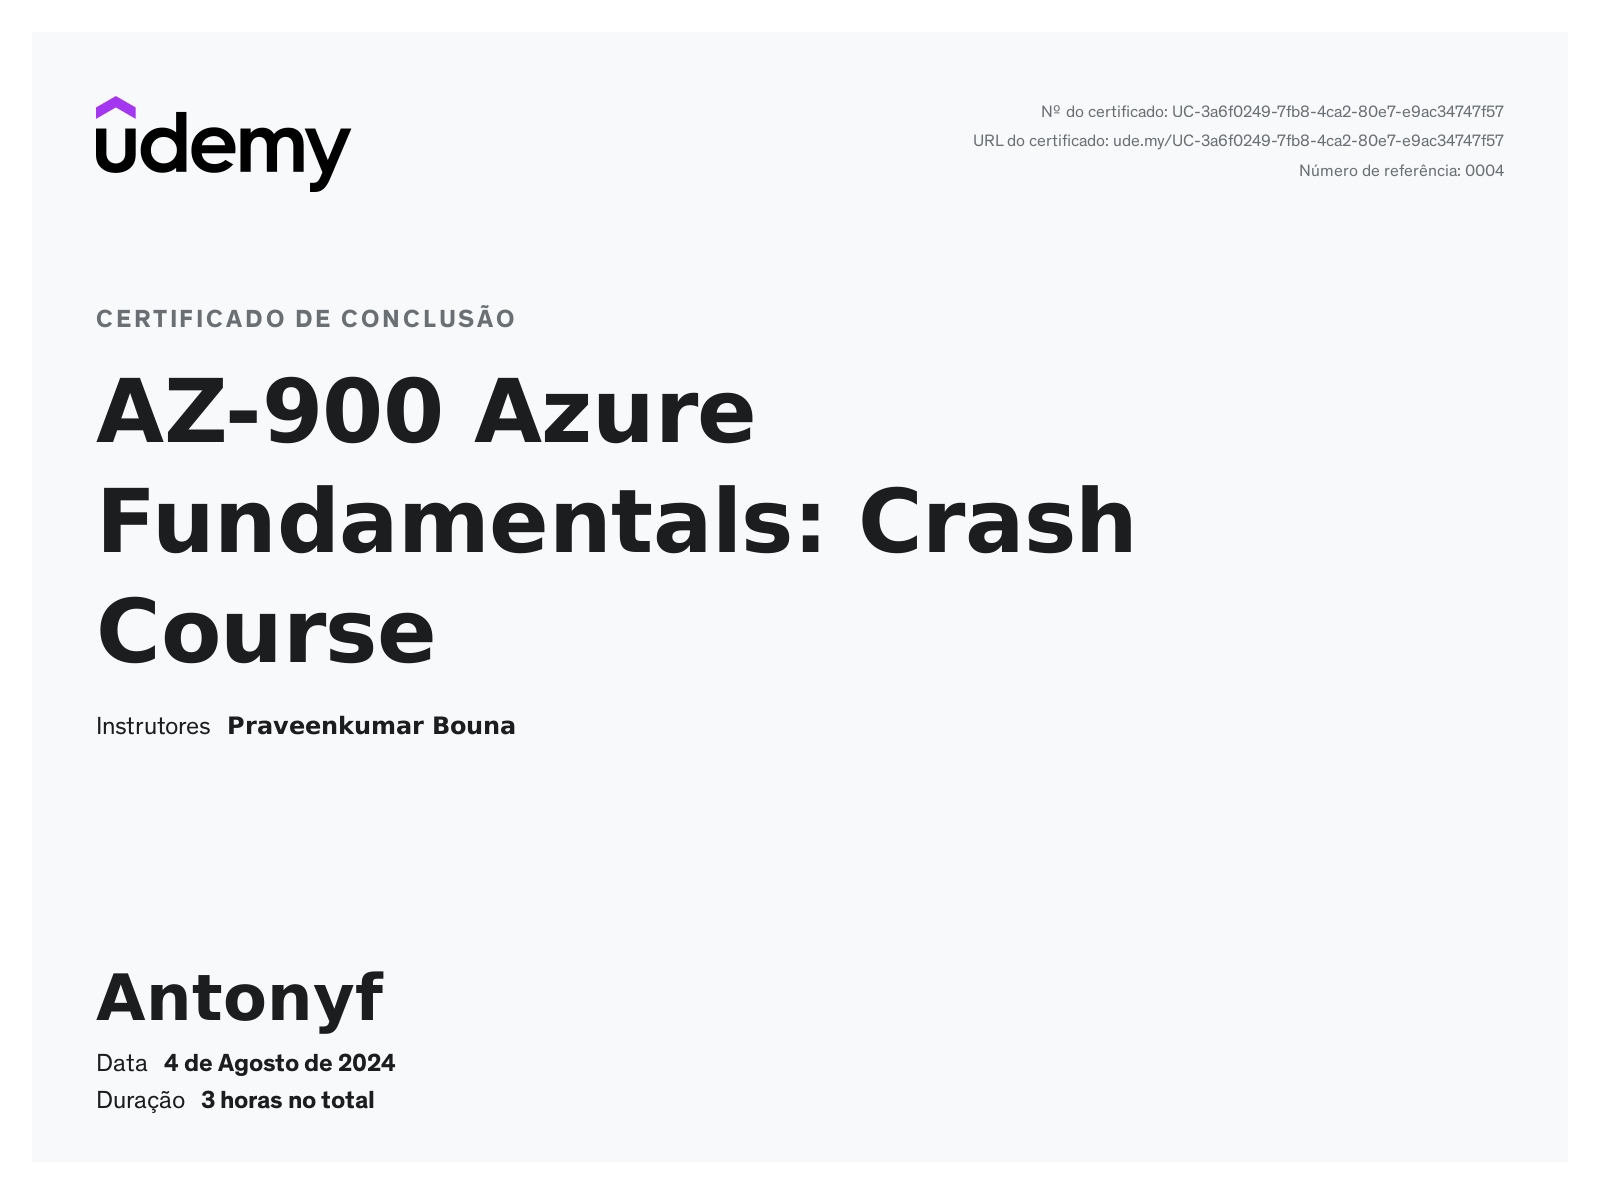 udemy
Nº do certificado: UC-3a6f0249-7fb8-4ca2-80e7-e9ac34747f57
URL do certificado: ude.my/UC-3a6f0249-7fb8-4ca2-80e7-e9ac34747f57
Número de referência: 0004
CERTIFICADO DE CONCLUSÃO
AZ-900 Azure
Fundamentals: Crash
Course
Instrutores Praveenkumar Bouna
Antonyf
Data 4 de Agosto de 2024
Duração 3 horas no total